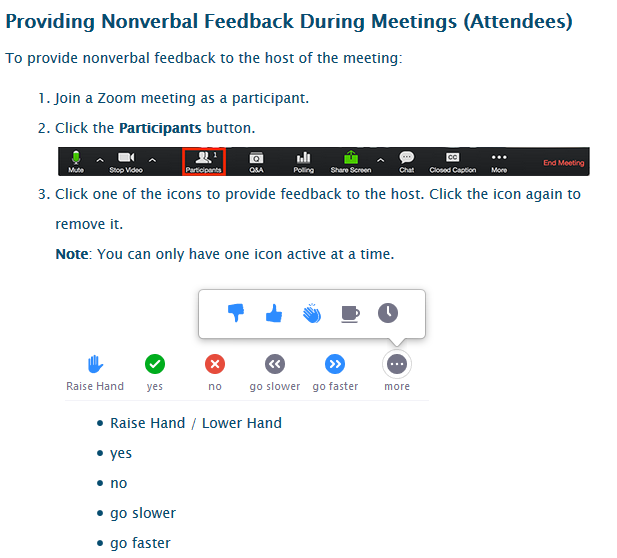 Providing Nonverbal Feedback During Meetings (Attendees)
To provide nonverbal feedback to the host of the meeting:
1. Join a Zoom meeting as a participant.
2. Click the Participants button.
1
CC
Mute Stop Video Participants Q&A Polling Share Screen Chat Closed Caption More End Meeting
3. Click one of the icons to provide feedback to the host. Click the icon again to
remove it.
Note: You can only have one icon active at a time.
Raise Hand yes no go slower go faster more
• Raise Hand / Lower Hand
• yes
• no
• go slower
• go faster